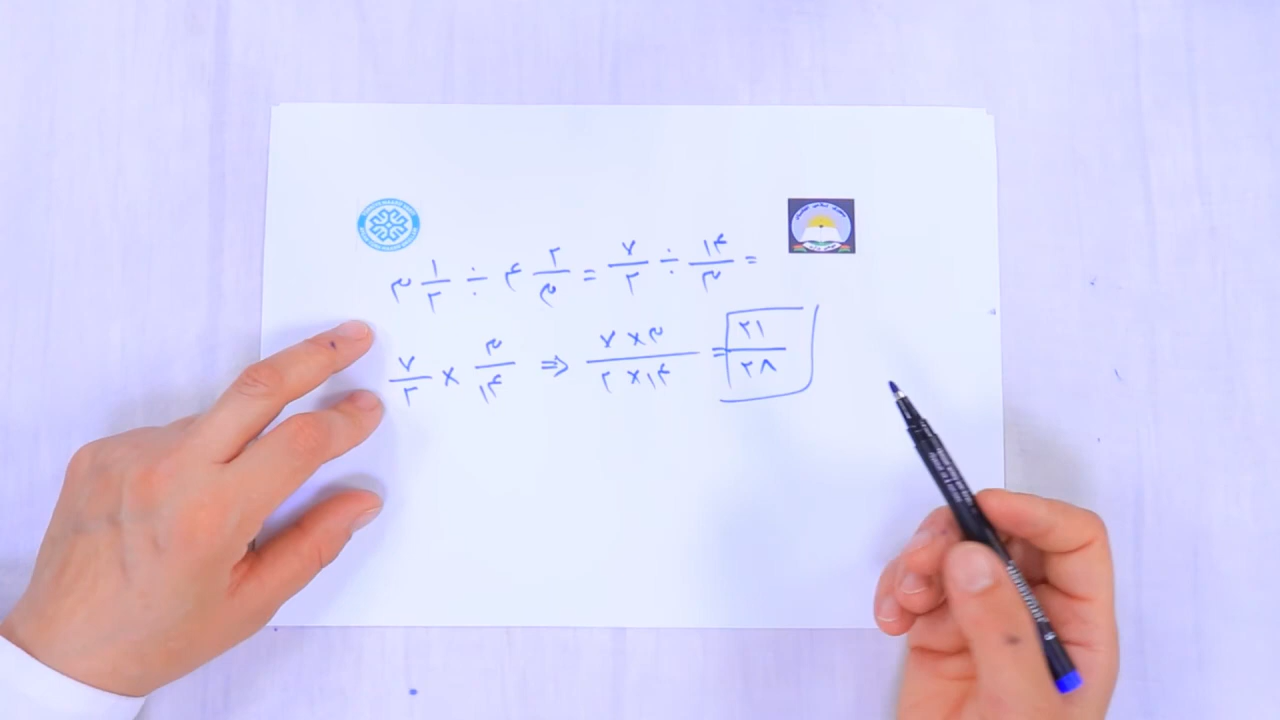 ۳ ۱/۲ ÷ ۴ ۲/۳ = ۷/۲ ÷ ۱۴/۳ =
۷/۲ × ۳/۱۴ ⇒ ۷×۳/۲×۱۴ = ۲۱/۲۸